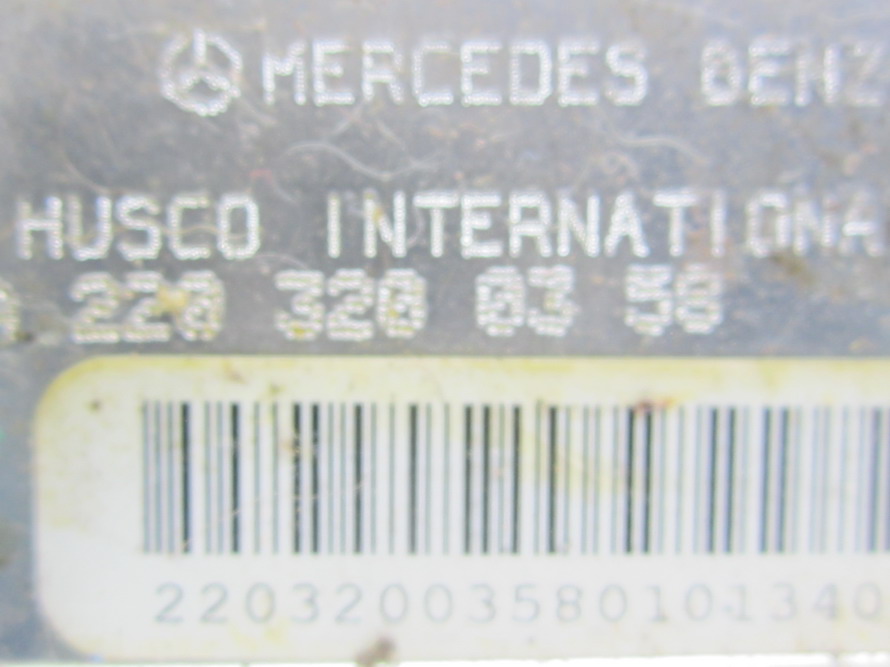 MERCEDES BENZ
HUSCO INTERNATIONA
220 320 03 58
22032003580101340